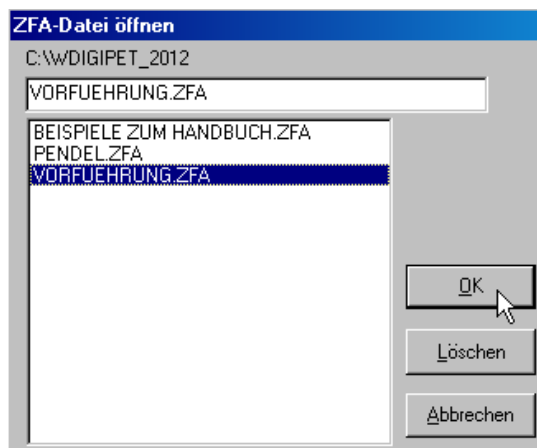 ZFA-Datei öffnen
C:\WDIGIPET_2012
VORFUEHRUNG.ZFA
BEISPIELE ZUM HANDBUCH.ZFA
PENDEL.ZFA
VORFUEHRUNG.ZFA
OK
Löschen
Abbrechen